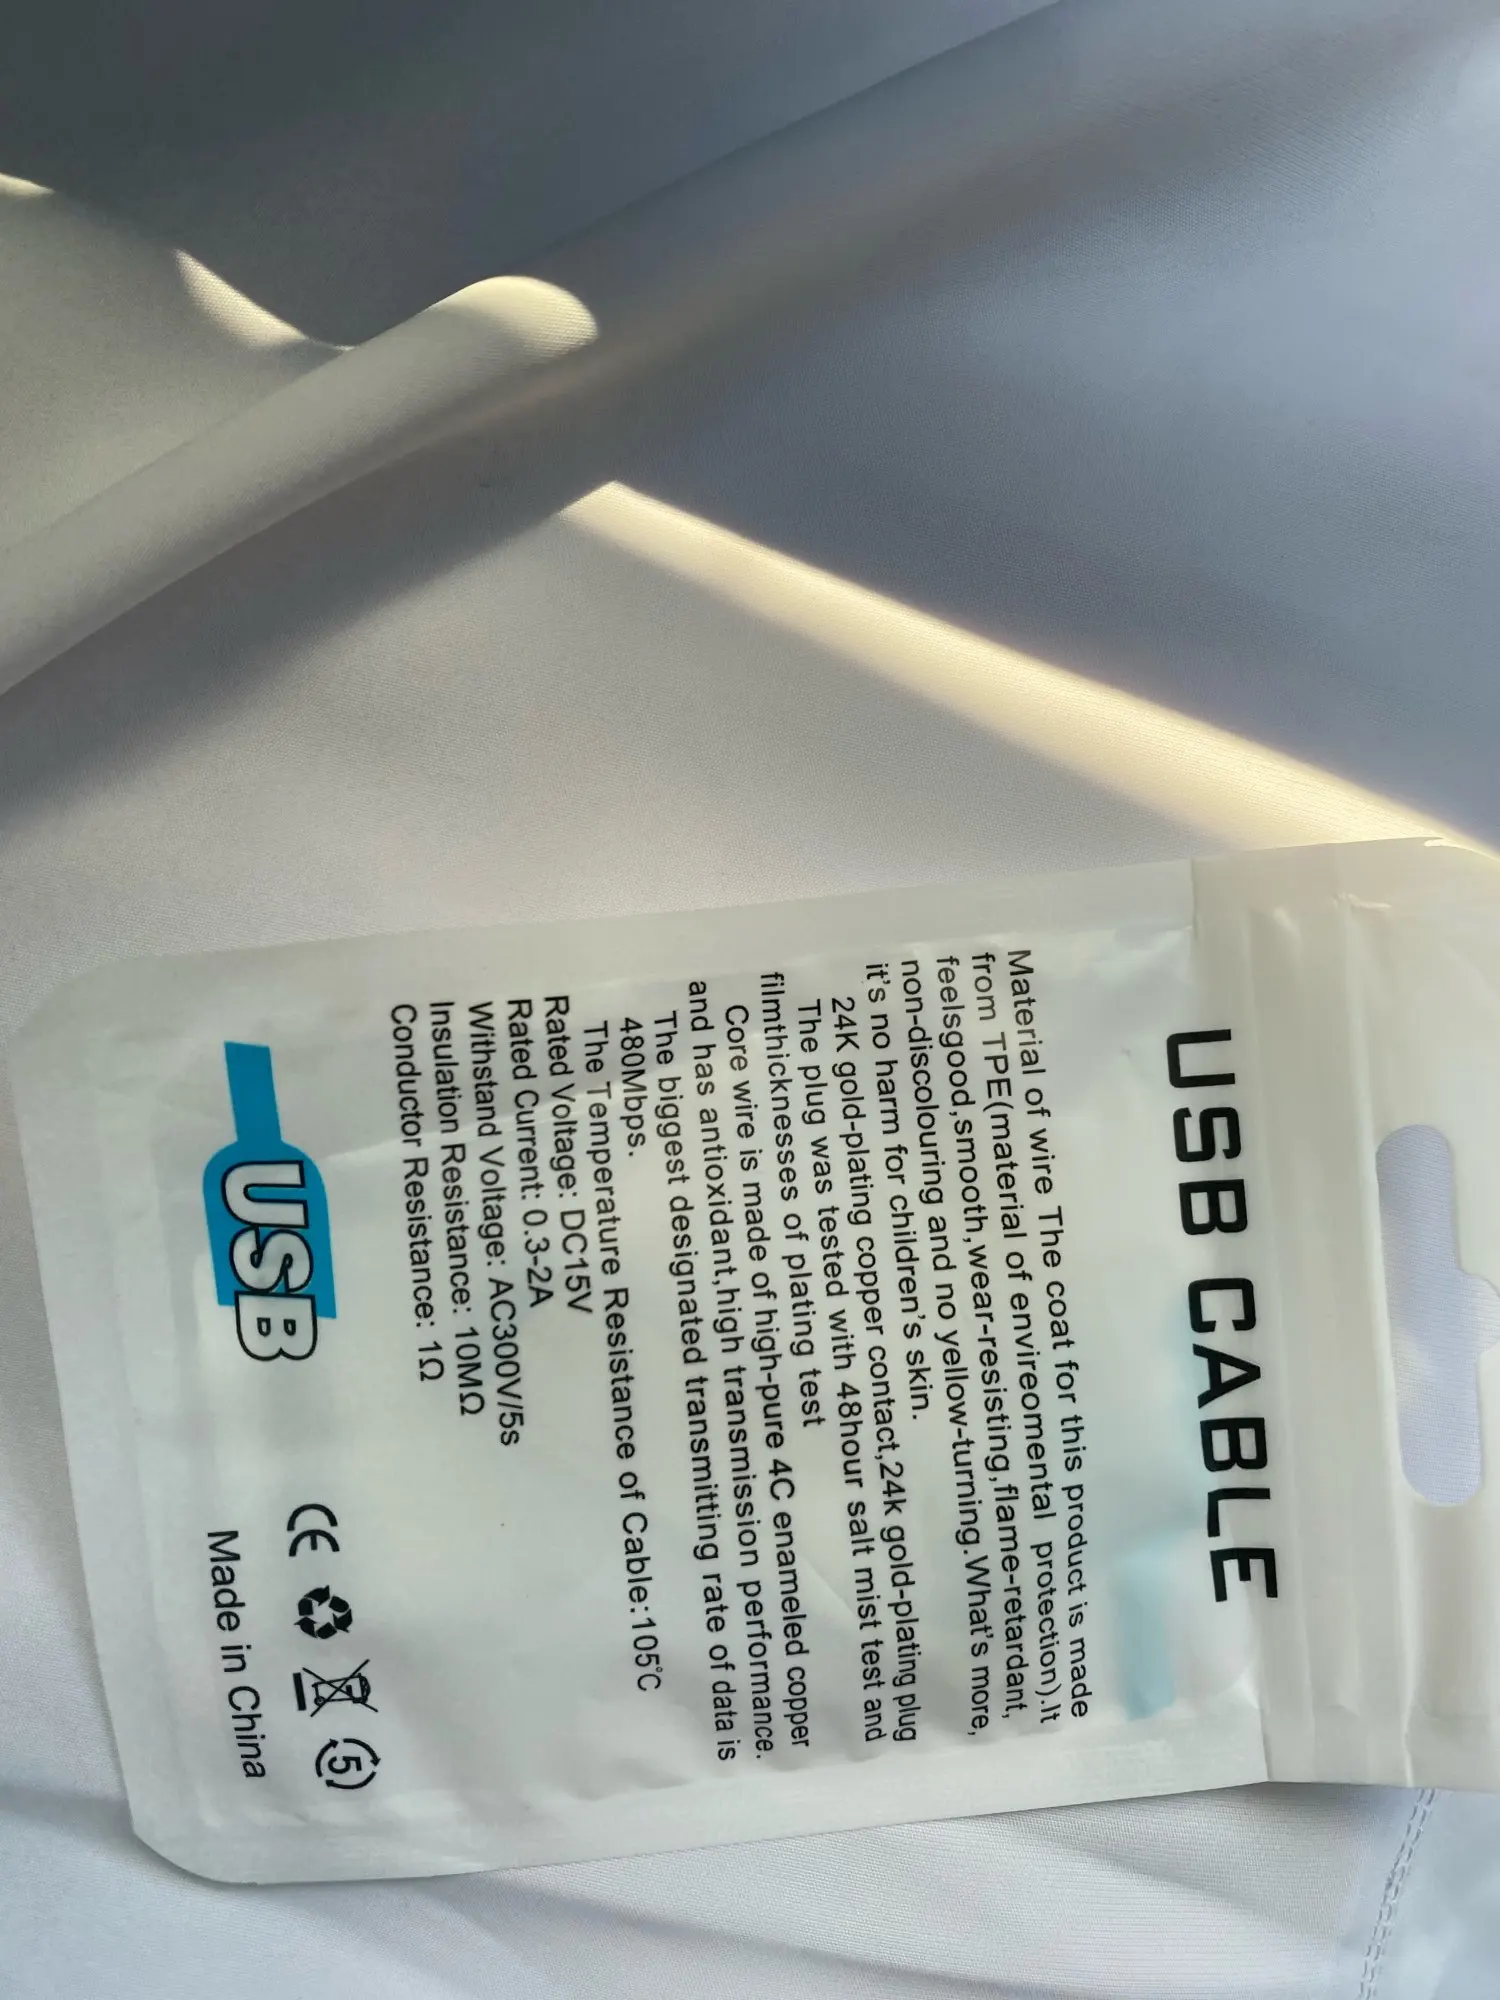 USB CABLE
Material of wire The coat for this product is made
from TPE(material of envireomental protection).It
feelsgood,smooth,wear-resisting,flame-retardant,
non-discolouring and no yellow-turning.What's more,
it's no harm for children's skin.
24K gold-plating copper contact,24k gold-plating plug
The plug was tested with 48hour salt mist test and
filmthicknesses of plating test
Core wire is made of high-pure 4C enameled copper
and has antioxidant,high transmission performance.
The biggest designated transmitting rate of data is
480Mbps.
The Temperature Resistance of Cable:105℃
Rated Voltage: DC15V
Rated Current: 0.3-2A
Withstand Voltage: AC300V/5s
Insulation Resistance: 10MΩ
Conductor Resistance: 1Ω
USB
CE
5
Made in China